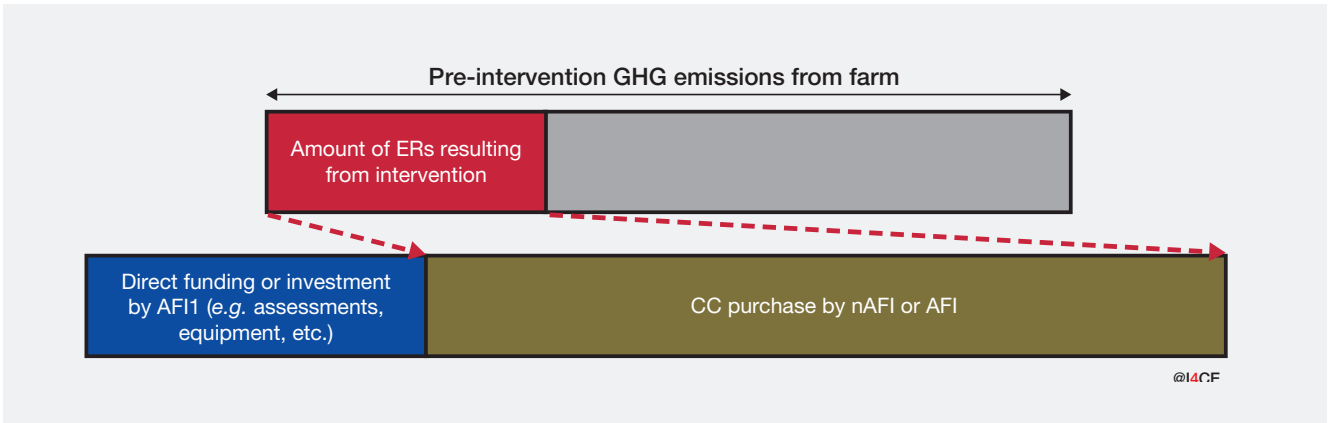 Pre-intervention GHG emissions from farm
Amount of ERs resulting
from intervention
Direct funding or investment
by AFI1 (e.g. assessments,
equipment, etc.)
CC purchase by nAFI or AFI
@I4CE